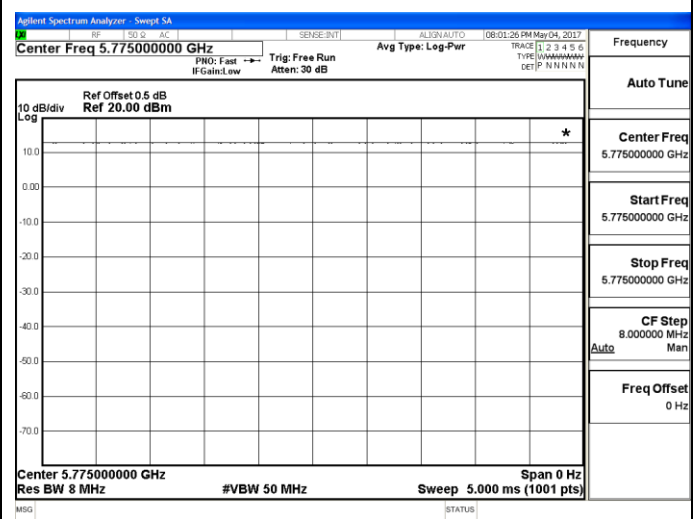 Agilent Spectrum Analyzer - Swept SA
RF 50 Ω AC SENSE:INT ALIGN AUTO 08:01:26 PM May 04, 2017
Center Freq 5.775000000 GHz
PNO: Fast
IFGain:Low
Trig: Free Run
Atten: 30 dB
Avg Type: Log-Pwr
TRACE 1 2 3 4 5 6
TYPE
DET P N N N N N
Ref Offset 0.5 dB
10 dB/div Ref 20.00 dBm
Log
*
10.0
0.00
-10.0
-20.0
-30.0
-40.0
-50.0
-60.0
-70.0
Center 5.775000000 GHz Span 0 Hz
Res BW 8 MHz #VBW 50 MHz Sweep 5.000 ms (1001 pts)
MSG STATUS
Frequency
Auto Tune
Center Freq
5.775000000 GHz
Start Freq
5.775000000 GHz
Stop Freq
5.775000000 GHz
CF Step
8.000000 MHz
Auto Man
Freq Offset
0 Hz